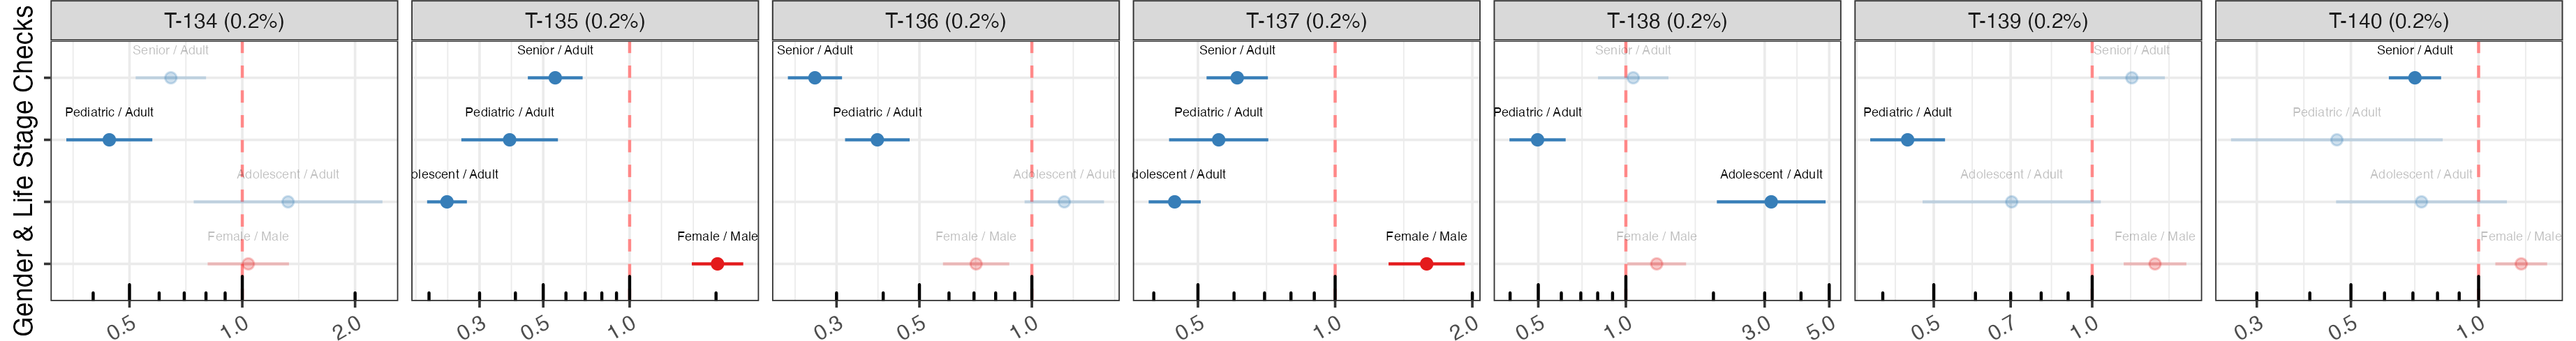 Gender & Life Stage Checks
T-134 (0.2%)
Senior / Adult
Pediatric / Adult
Adolescent / Adult
Female / Male
0.5 1.0 2.0
T-135 (0.2%)
Senior / Adult
Pediatric / Adult
olescent / Adult
Female / Male
0.3 0.5 1.0
T-136 (0.2%)
Senior / Adult
Pediatric / Adult
Adolescent / Adult
Female / Male
0.3 0.5 1.0
T-137 (0.2%)
Senior / Adult
Pediatric / Adult
dolescent / Adult
Female / Male
0.5 1.0 2.0
T-138 (0.2%)
Senior / Adult
Pediatric / Adult
Adolescent / Adult
Female / Male
0.5 1.0 3.0 5.0
T-139 (0.2%)
Senior / Adult
Pediatric / Adult
Adolescent / Adult
Female / Male
0.5 0.7 1.0
T-140 (0.2%)
Senior / Adult
Pediatric / Adult
Adolescent / Adult
Female / Male
0.3 0.5 1.0